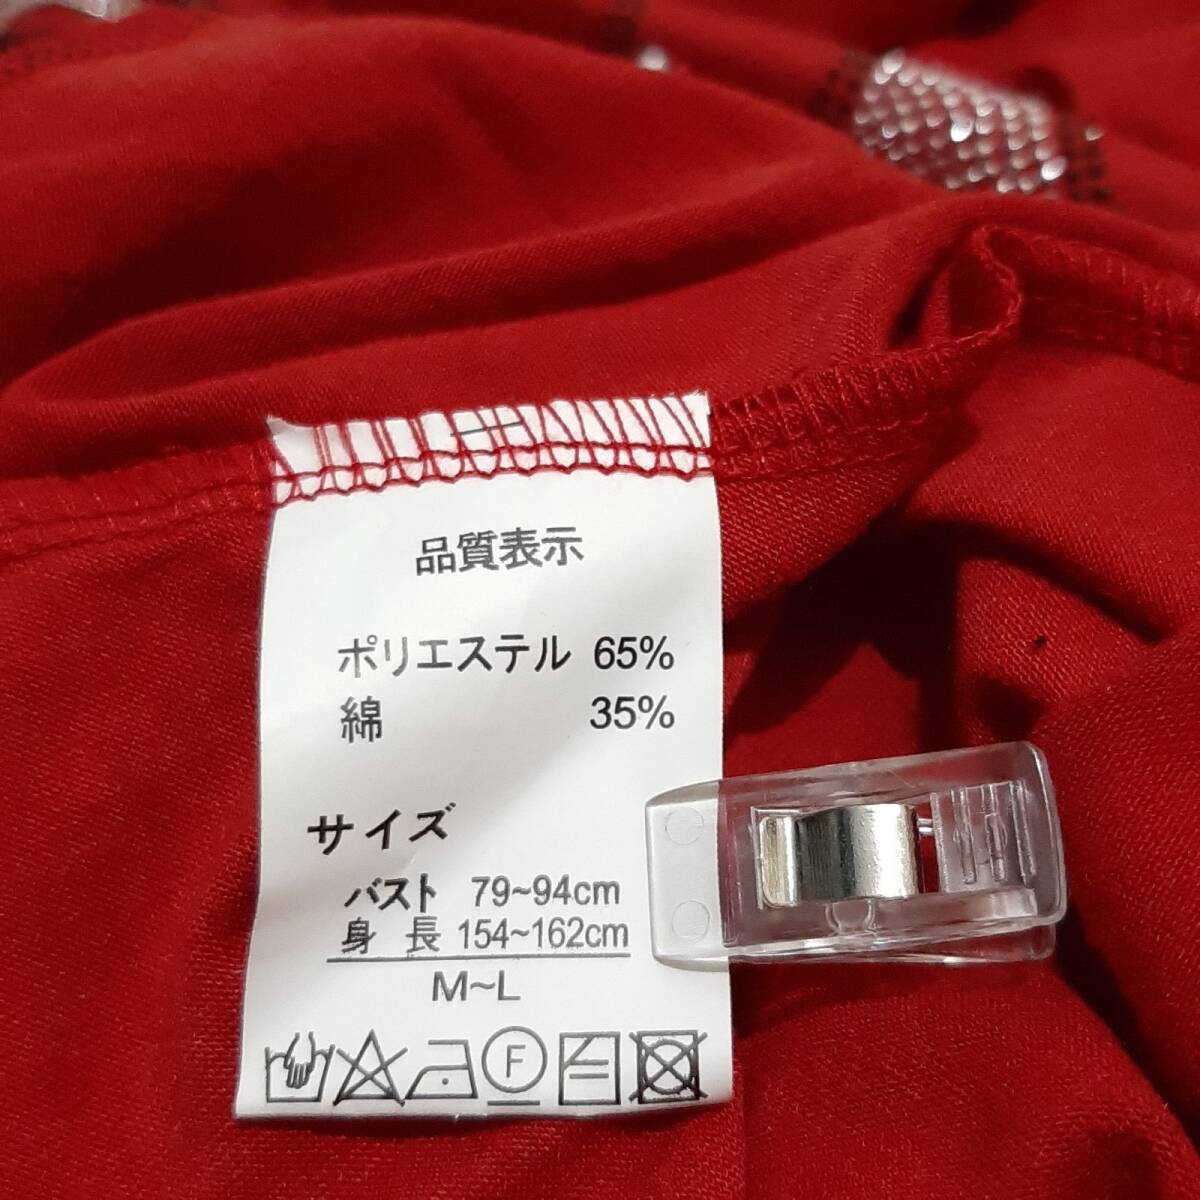 品質表示
ポリエステル 65%
綿 35%
サイズ
バスト 79~94cm
身 長 154~162cm
M~L
F